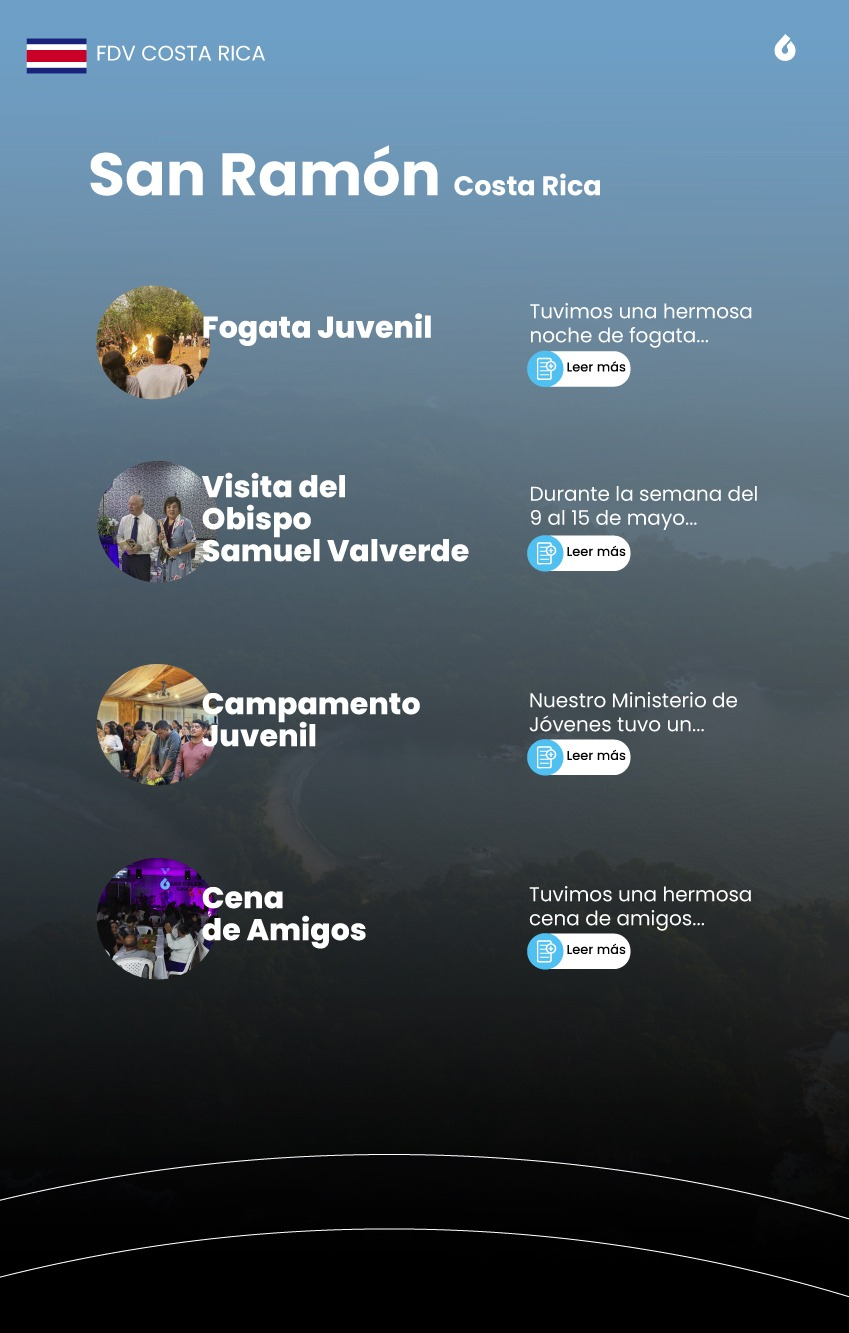 FDV COSTA RICA
San Ramón Costa Rica
Fogata Juvenil
Tuvimos una hermosa
noche de fogata...
Leer más
Visita del
Obispo
Samuel Valverde
Durante la semana del
9 al 15 de mayo...
Leer más
Campamento
Juvenil
Nuestro Ministerio de
Jóvenes tuvo un...
Leer más
Cena
de Amigos
Tuvimos una hermosa
cena de amigos...
Leer más